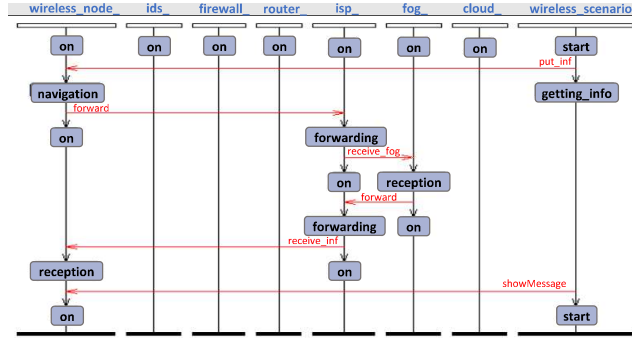 wireless_node_ ids_ firewall_ router_ isp_ fog_ cloud_ wireless_scenario
on on on on on on on start
put_inf
navigation getting_info
forward
on forwarding
receive_fog
on reception
forward
forwarding on
receive_inf
reception on
showMessage
on start